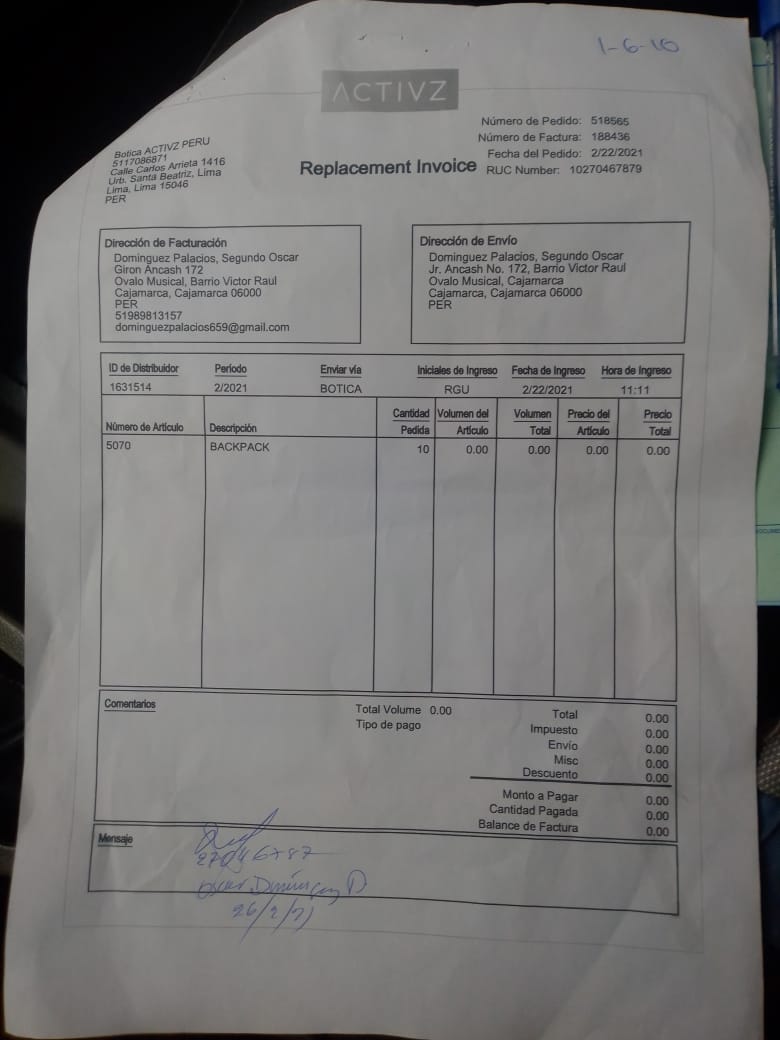 1-6-10
ACTIVZ
Botica ACTIVZ PERU
5117086871
Calle Carlos Arrieta 1416
Urb. Santa Beatriz, Lima
Lima, Lima 15046
PER
Replacement Invoice
Número de Pedido: 518565
Número de Factura: 188436
Fecha del Pedido: 2/22/2021
RUC Number: 10270467879
Dirección de Facturación
Dominguez Palacios, Segundo Oscar
Giron Ancash 172
Ovalo Musical, Barrio Victor Raul
Cajamarca, Cajamarca 06000
PER
51989813157
dominguezpalacios659@gmail.com
Dirección de Envío
Dominguez Palacios, Segundo Oscar
Jr. Ancash No. 172, Barrio Victor Raul
Ovalo Musical, Cajamarca
Cajamarca, Cajamarca 06000
PER
ID de Distribuidor Periodo Enviar vía Iniciales de Ingreso Fecha de Ingreso Hora de Ingreso
1631514 2/2021 BOTICA RGU 2/22/2021 11:11
Número de Artículo Descripción Cantidad Pedida Volumen del Artículo Volumen Total Precio del Artículo Precio Total
5070 BACKPACK 10 0.00 0.00 0.00 0.00
Comentarios
Total Volume 0.00
Tipo de pago
Total 0.00
Impuesto 0.00
Envío 0.00
Misc 0.00
Descuento 0.00
Monto a Pagar 0.00
Cantidad Pagada 0.00
Balance de Factura 0.00
Mensaje
26/2/21